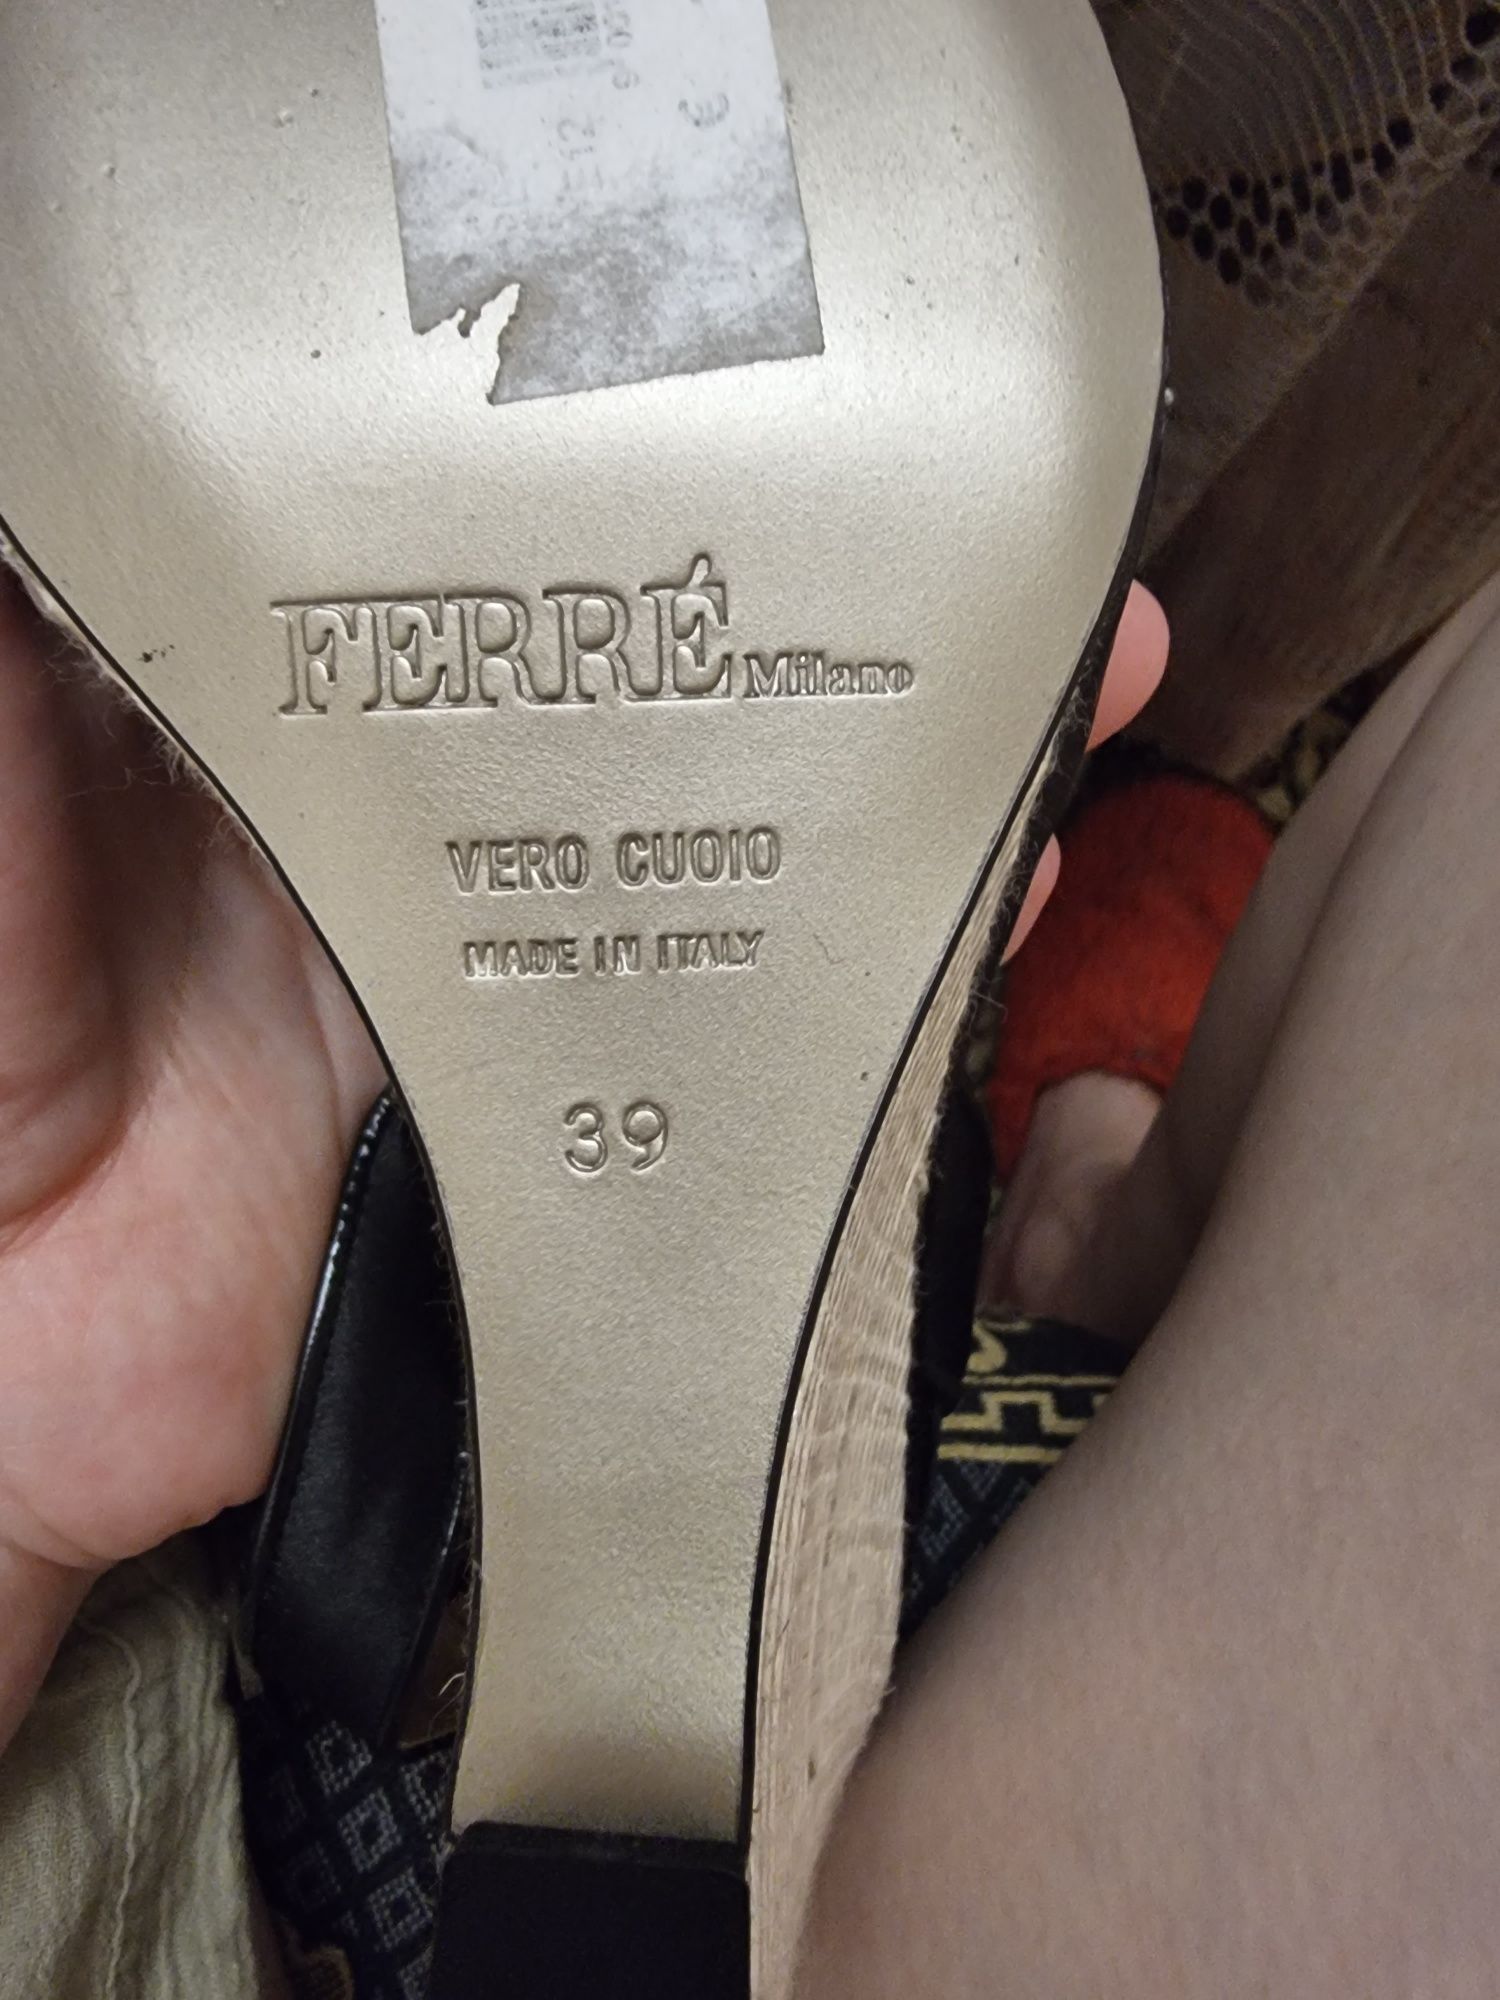 FERRÉ Milano
VERO CUOIO
MADE IN ITALY
39